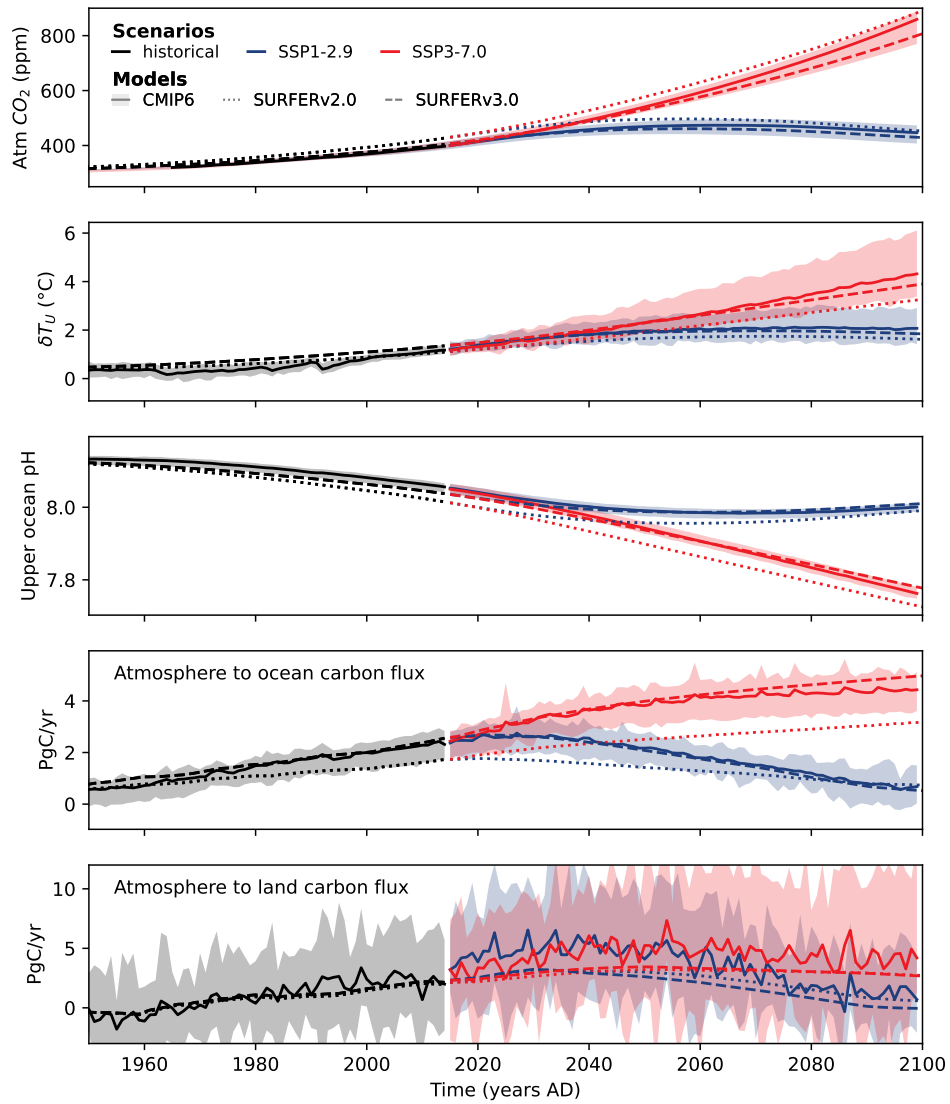 Scenarios
historical SSP1-2.9 SSP3-7.0
Models
CMIP6 SURFERv2.0 SURFERv3.0
Atm CO₂ (ppm)
800
600
400
δT_U (°C)
6
4
2
0
Upper ocean pH
8.0
7.8
Atmosphere to ocean carbon flux
PgC/yr
4
2
0
Atmosphere to land carbon flux
PgC/yr
10
5
0
1960 1980 2000 2020 2040 2060 2080 2100
Time (years AD)